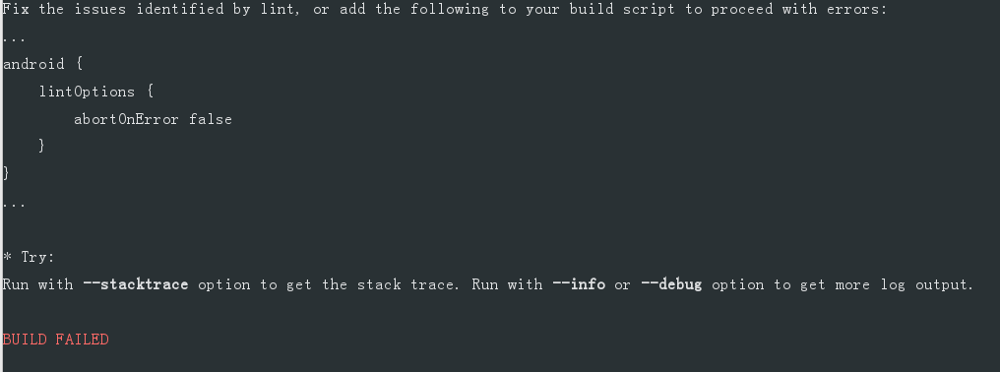 Fix the issues identified by lint, or add the following to your build script to proceed with errors:
...
android {
    lintOptions {
        abortOnError false
    }
}
...
* Try:
Run with --stacktrace option to get the stack trace. Run with --info or --debug option to get more log output.
BUILD FAILED